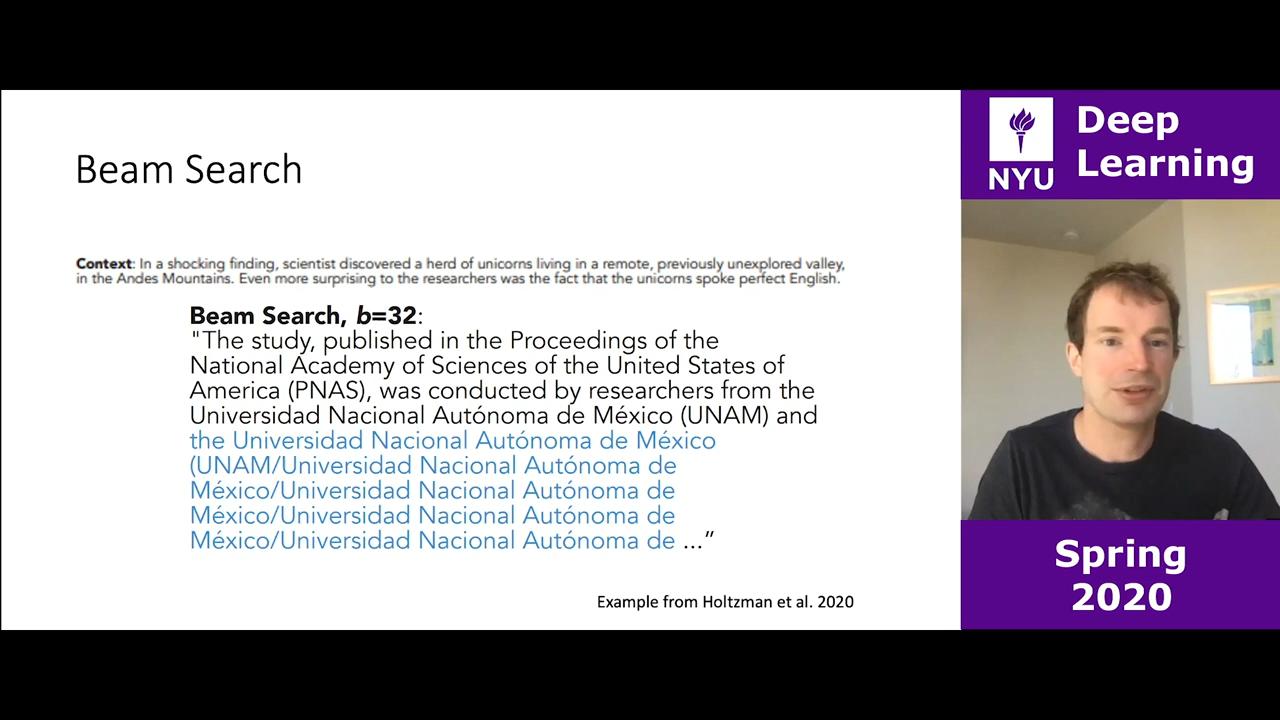 Beam Search
Context: In a shocking finding, scientist discovered a herd of unicorns living in a remote, previously unexplored valley,
in the Andes Mountains. Even more surprising to the researchers was the fact that the unicorns spoke perfect English.
Beam Search, b=32:
"The study, published in the Proceedings of the
National Academy of Sciences of the United States of
America (PNAS), was conducted by researchers from the
Universidad Nacional Autónoma de México (UNAM) and
the Universidad Nacional Autónoma de México
(UNAM/Universidad Nacional Autónoma de
México/Universidad Nacional Autónoma de
México/Universidad Nacional Autónoma de
México/Universidad Nacional Autónoma de ...”
Example from Holtzman et al. 2020
NYU
Deep
Learning
Spring
2020